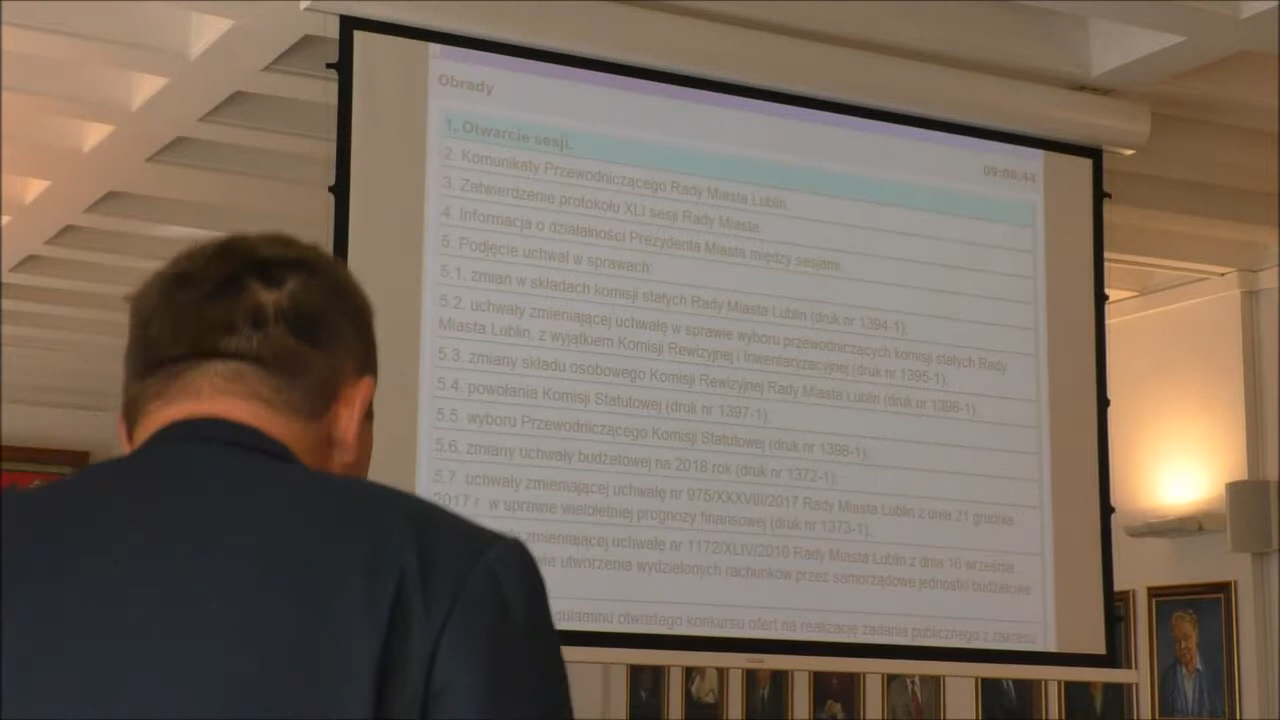 Obrady
09:06:44
1. Otwarcie sesji.
2. Komunikaty Przewodniczącego Rady Miasta Lublin.
3. Zatwierdzenie protokołu XLI sesji Rady Miasta.
4. Informacja o działalności Prezydenta Miasta między sesjami.
5. Podjęcie uchwał w sprawach:
5.1. zmian w składach komisji stałych Rady Miasta Lublin (druk nr 1394-1);
5.2. uchwały zmieniającej uchwałę w sprawie wyboru przewodniczących komisji stałych Rady
Miasta Lublin, z wyjątkiem Komisji Rewizyjnej i Inwentaryzacyjnej (druk nr 1395-1);
5.3. zmiany składu osobowego Komisji Rewizyjnej Rady Miasta Lublin (druk nr 1396-1);
5.4. powołania Komisji Statutowej (druk nr 1397-1);
5.5. wyboru Przewodniczącego Komisji Statutowej (druk nr 1398-1);
5.6. zmiany uchwały budżetowej na 2018 rok (druk nr 1372-1);
5.7. uchwały zmieniającej uchwałę nr 975/XXXVIII/2017 Rady Miasta Lublin z dnia 21 grudnia
2017 r. w sprawie wieloletniej prognozy finansowej (druk nr 1373-1);
zmieniającej uchwałę nr 1172/XLIV/2010 Rady Miasta Lublin z dnia 16 września
utworzenia wydzielonych rachunków przez samorządowe jednostki budżetowe
otwartego konkursu ofert na realizację zadania publicznego z zakresu